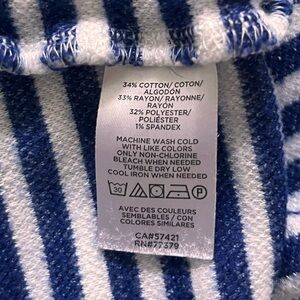 34% COTTON/ COTON/
ALGODÓN
33% RAYON/ RAYONNE/
RAYON
32% POLYESTER/
POLIÉSTER
1% SPANDEX
MACHINE WASH COLD
WITH LIKE COLORS
ONLY NON-CHLORINE
BLEACH WHEN NEEDED
TUMBLE DRY LOW
COOL IRON WHEN NEEDED
30 P
AVEC DES COULEURS
SIMILARES / CON
COLORES SIMILARES
CA#57421
RN#77379